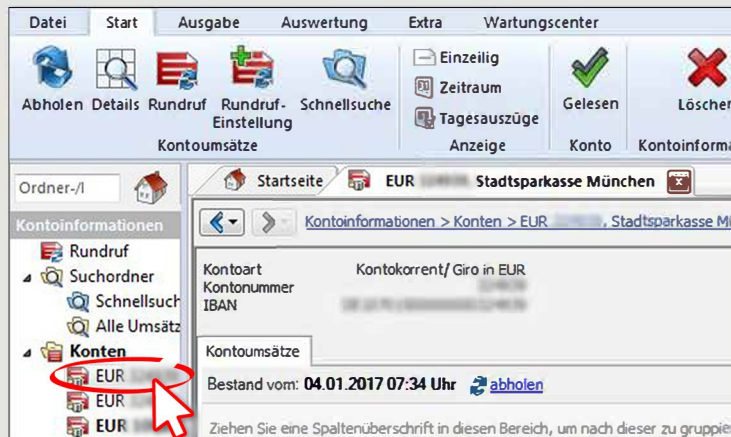 Datei Start Ausgabe Auswertung Extra Wartungscenter
Abholen Details Rundruf Rundruf-Einstellung Schnellsuche
Einzeilig
Zeitraum
Tagesauszüge
Gelesen Löschen
Kontoumsätze Anzeige Konto Kontoinforma
Ordner-/I
Startseite EUR Stadtsparkasse München
Kontoinformationen
Kontoinformationen > Konten > EUR , Stadtsparkasse Mü
Rundruf
Suchordner
Schnellsuch
Alle Umsätz
Konten
EUR
EUR
EUR
Kontoart Kontokorrent/ Giro in EUR
Kontonummer
IBAN
Kontoumsätze
Bestand vom: 04.01.2017 07:34 Uhr abholen
Ziehen Sie eine Spaltenüberschrift in diesen Bereich, um nach dieser zu gruppie